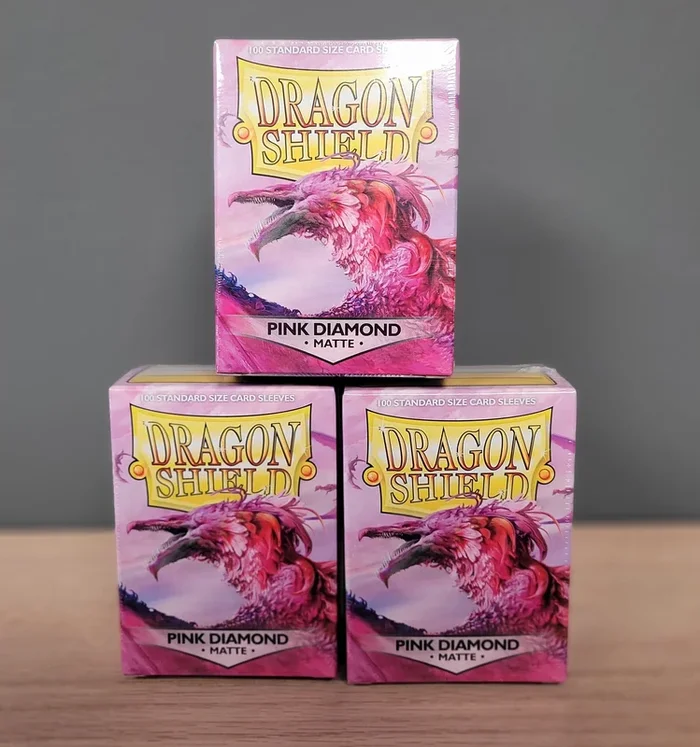 100 STANDARD SIZE CARD
DRAGON
SHIELD
PINK DIAMOND
• MATTE •
100 STANDARD SIZE CARD SLEEVES
DRAGON
SHIELD
PINK DIAMOND
• MATTE •
100 STANDARD SIZE CARD SLEEVES
DRAGON
SHIELD
PINK DIAMOND
• MATTE •